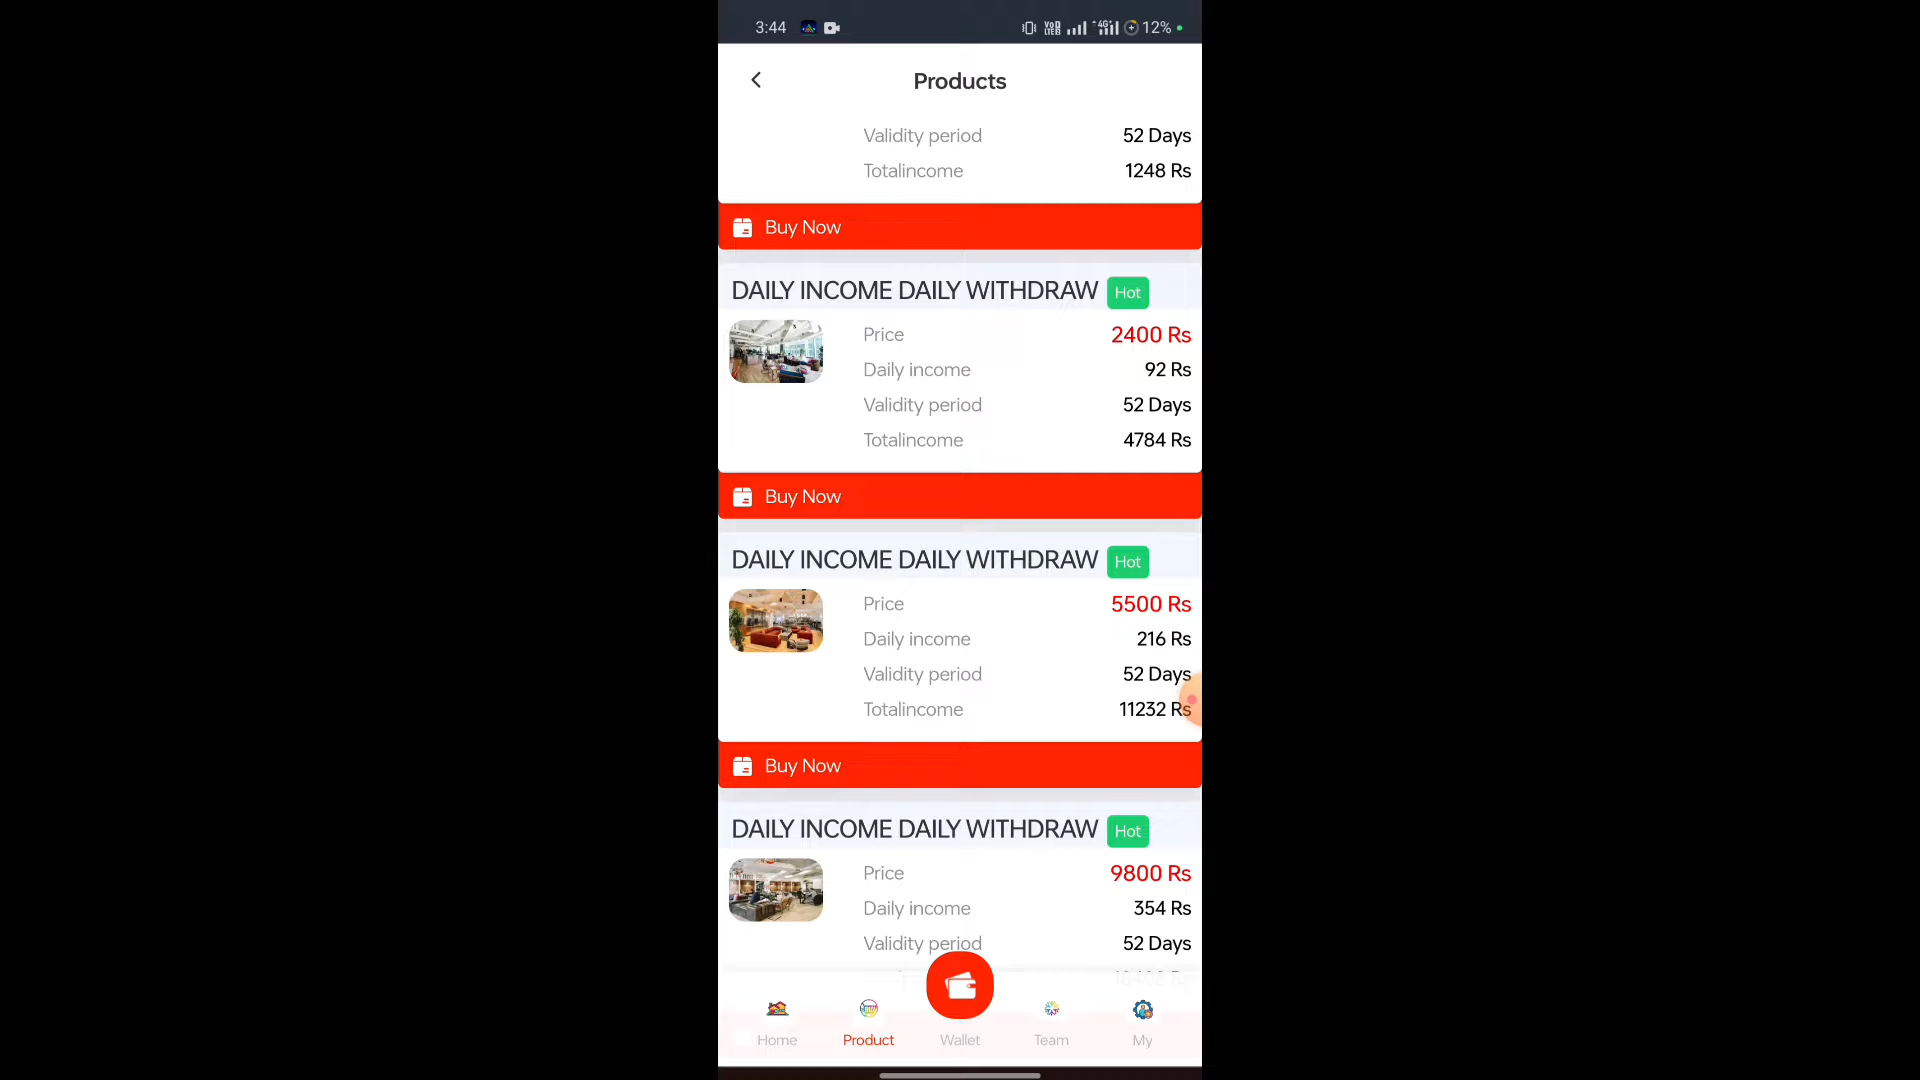 3:44 VoD LTE 4G+ 12%
Products
Validity period 52 Days
Totalincome 1248 Rs
Buy Now
DAILY INCOME DAILY WITHDRAW Hot
Price 2400 Rs
Daily income 92 Rs
Validity period 52 Days
Totalincome 4784 Rs
Buy Now
DAILY INCOME DAILY WITHDRAW Hot
Price 5500 Rs
Daily income 216 Rs
Validity period 52 Days
Totalincome 11232 Rs
Buy Now
DAILY INCOME DAILY WITHDRAW Hot
Price 9800 Rs
Daily income 354 Rs
Validity period 52 Days
Home Product Wallet Team My